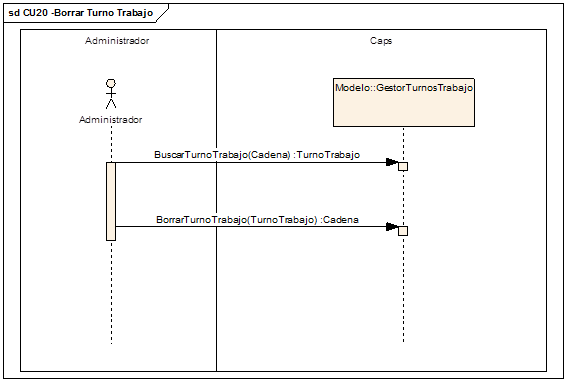 sd CU20 -Borrar Turno Trabajo
Administrador
Caps
Modelo::GestorTurnosTrabajo
Administrador
BuscarTurnoTrabajo(Cadena) :TurnoTrabajo
BorrarTurnoTrabajo(TurnoTrabajo) :Cadena